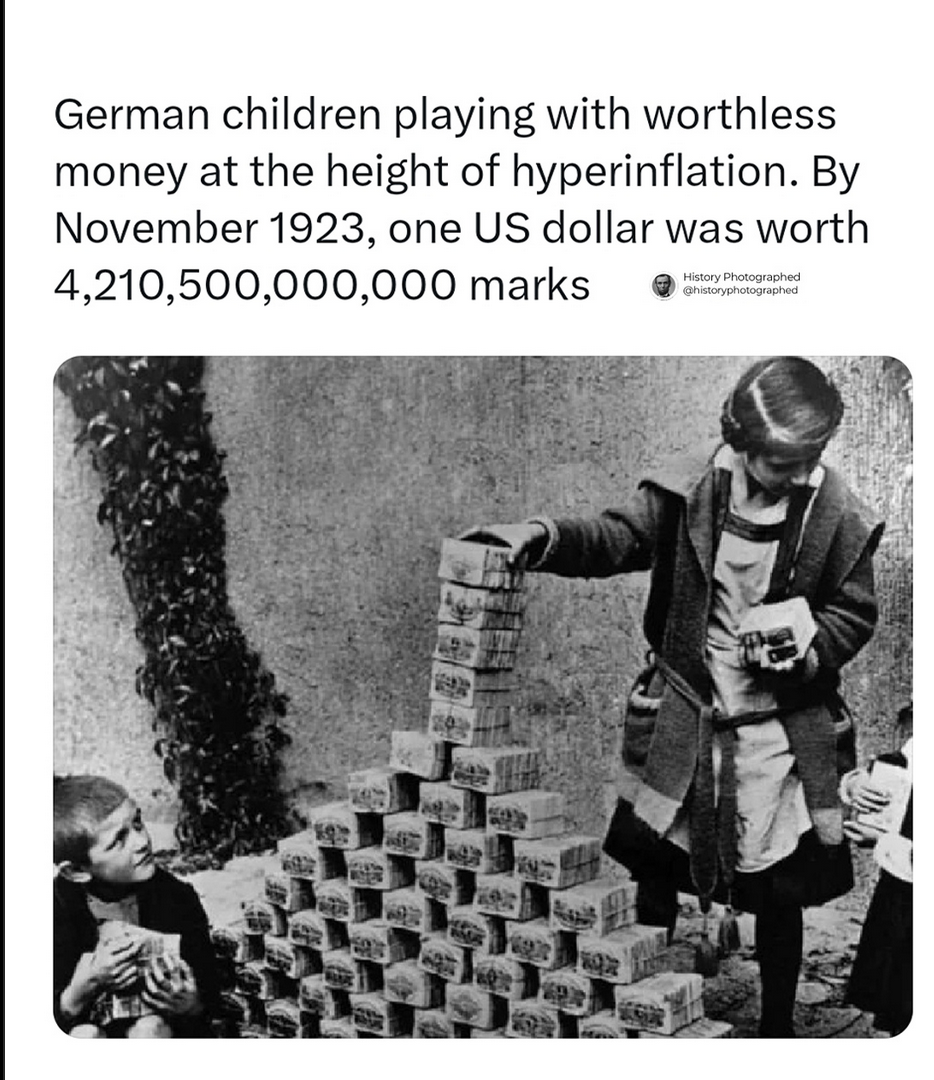 German children playing with worthless
money at the height of hyperinflation. By
November 1923, one US dollar was worth
4,210,500,000,000 marks
History Photographed
@historyphotographed